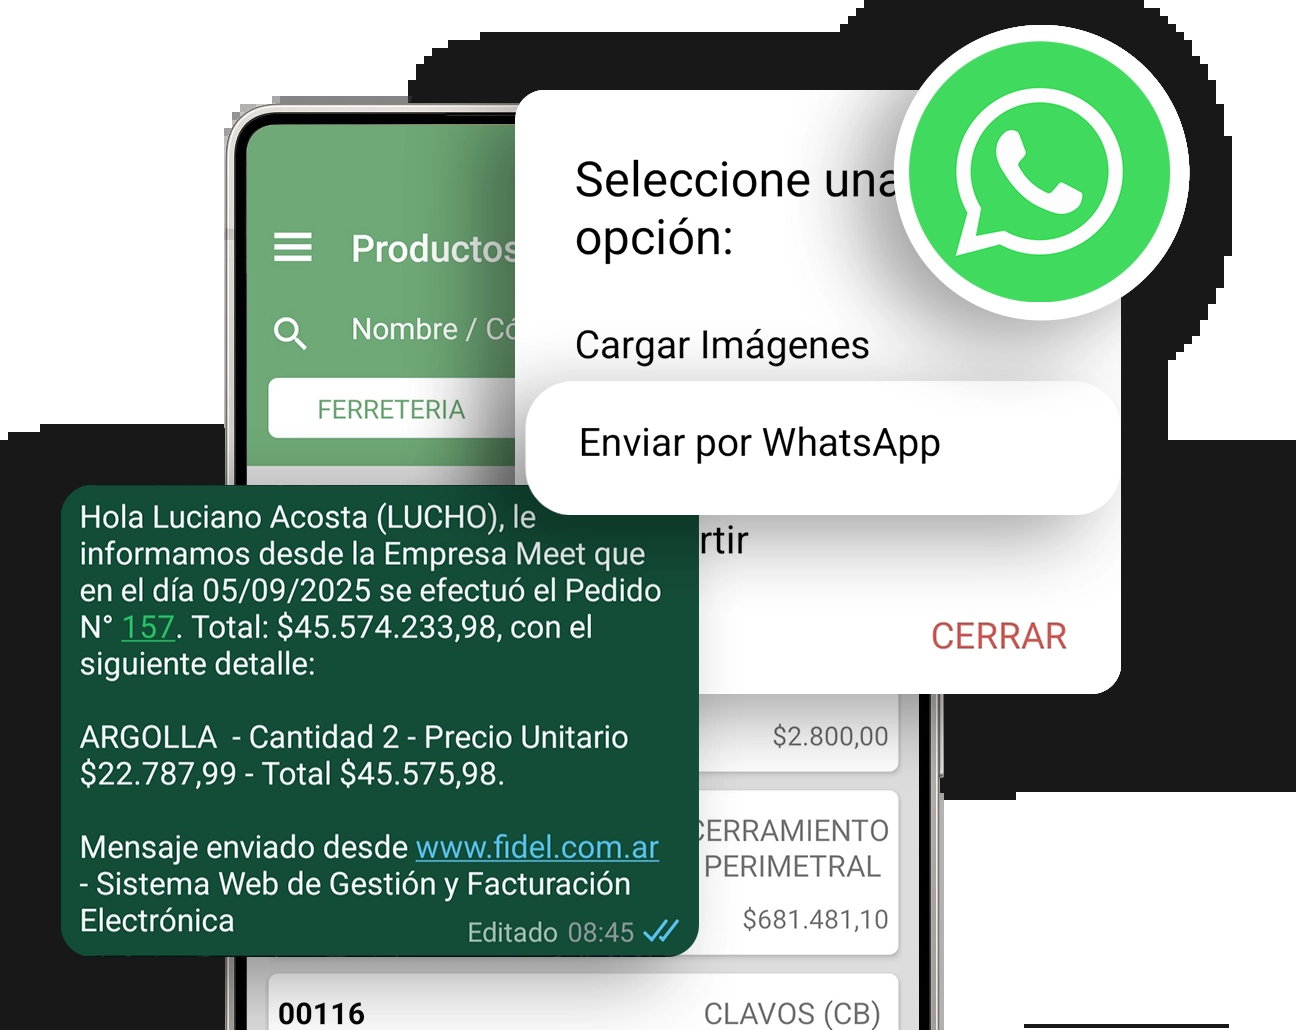 Seleccione una
opción:
Productos
Nombre / Có
Cargar Imágenes
FERRETERIA
Enviar por WhatsApp
rtir
CERRAR
Hola Luciano Acosta (LUCHO), le
informamos desde la Empresa Meet que
en el día 05/09/2025 se efectuó el Pedido
N° 157. Total: $45.574.233,98, con el
siguiente detalle:
ARGOLLA - Cantidad 2 - Precio Unitario
$22.787,99 - Total $45.575,98.
Mensaje enviado desde www.fidel.com.ar
- Sistema Web de Gestión y Facturación
Electrónica
Editado 08:45
$2.800,00
CERRAMIENTO
PERIMETRAL
$681.481,10
00116
CLAVOS (CB)